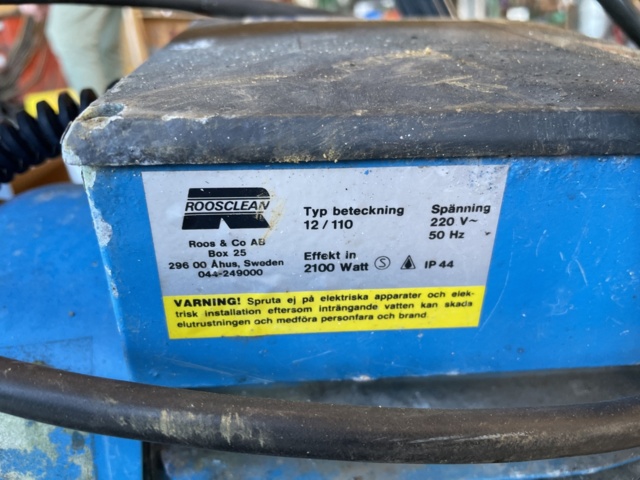 ROOSCLEAN
Roos & Co AB
Box 25
296 00 Åhus, Sweden
044-249000
Typ beteckning
12/110
Effekt in
2100 Watt S IP 44
Spänning
220 V~
50 Hz
VARNING! Spruta ej på elektriska apparater och elek-
trisk installation eftersom inträngande vatten kan skada
elutrustningen och medföra personfara och brand